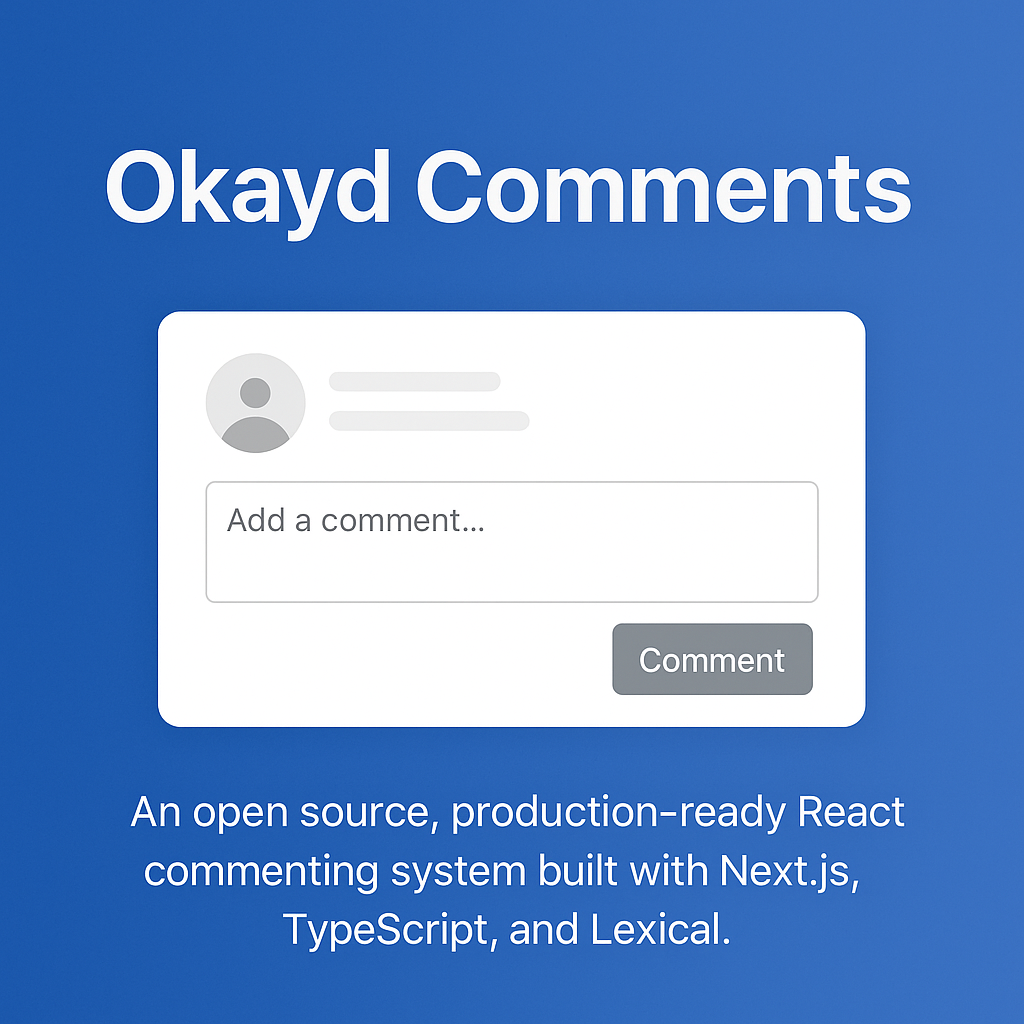 Okayd Comments
Add a comment...
Comment
An open source, production-ready React
commenting system built with Next.js,
TypeScript, and Lexical.